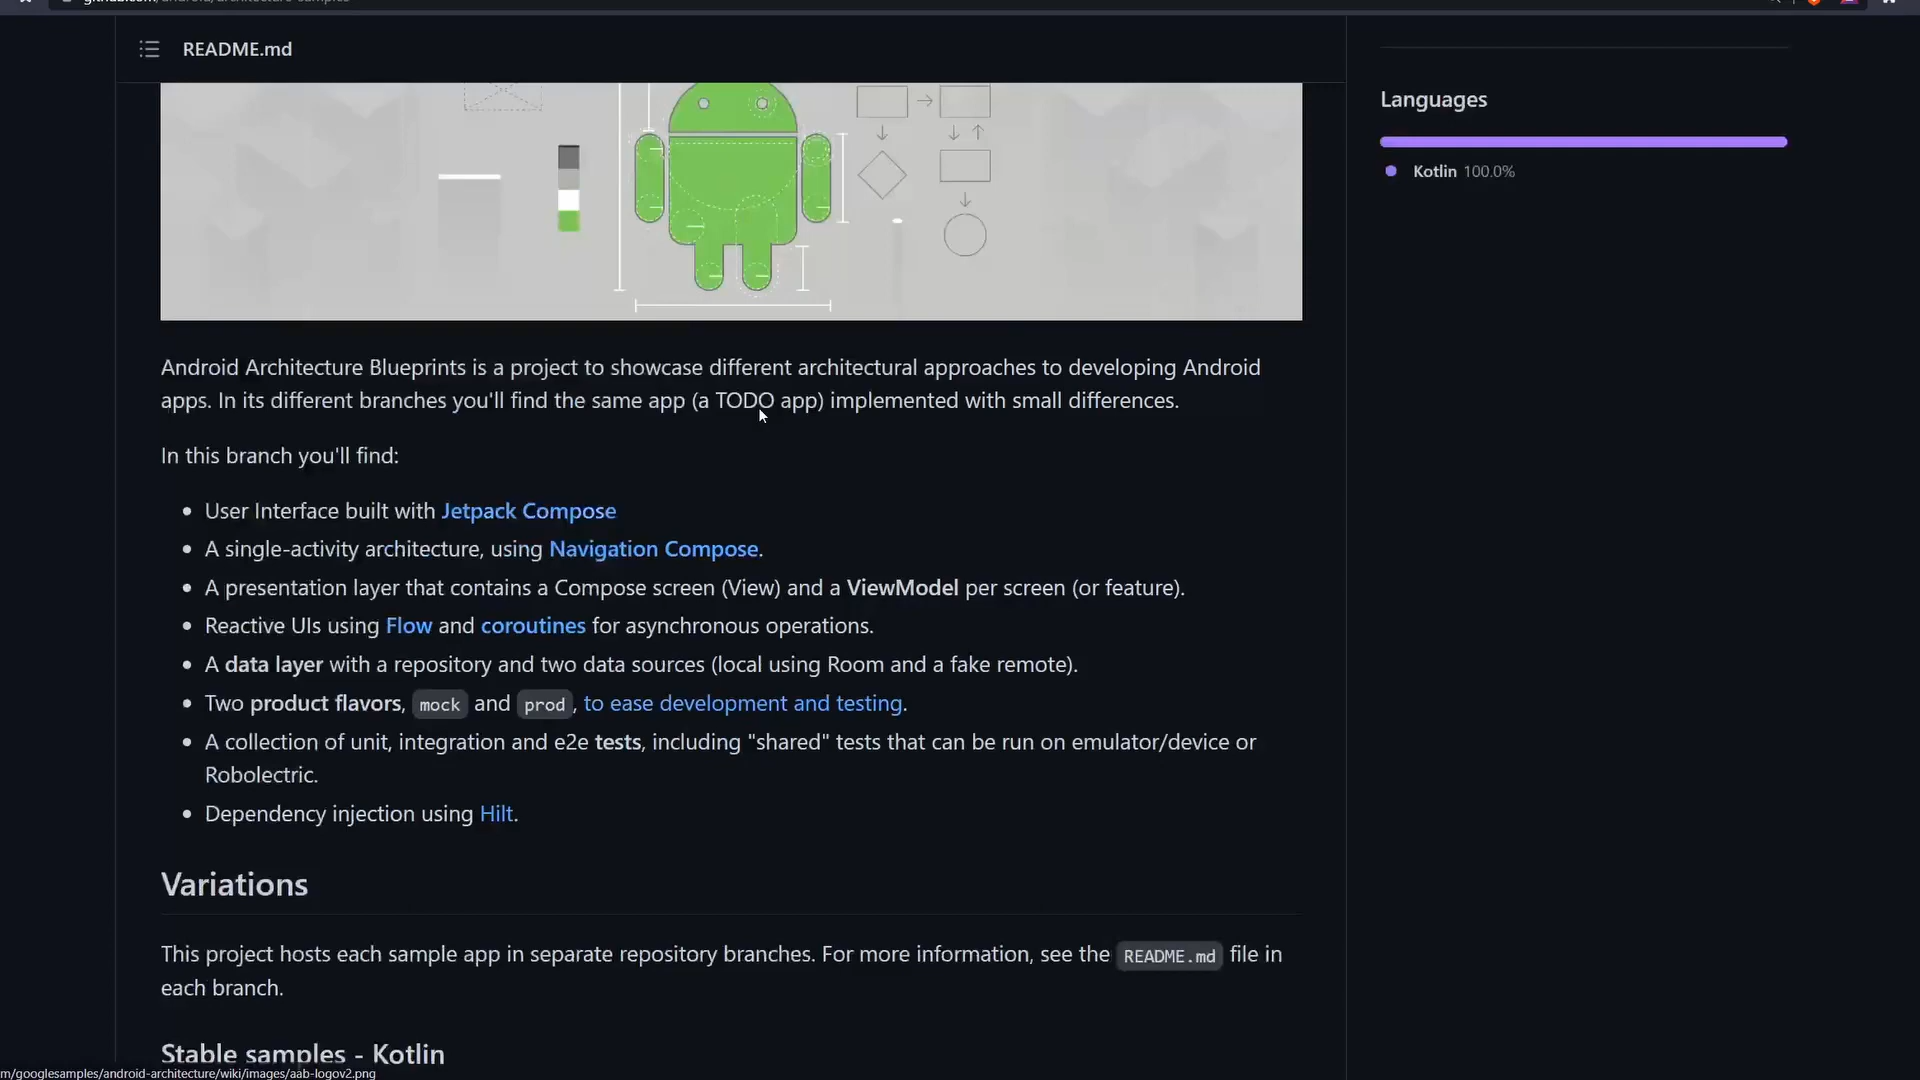 github.com/android/architecture-samples
README.md
Languages
Kotlin 100.0%
Android Architecture Blueprints is a project to showcase different architectural approaches to developing Android
apps. In its different branches you'll find the same app (a TODO app) implemented with small differences.
In this branch you'll find:
• User Interface built with Jetpack Compose
• A single-activity architecture, using Navigation Compose.
• A presentation layer that contains a Compose screen (View) and a ViewModel per screen (or feature).
• Reactive UIs using Flow and coroutines for asynchronous operations.
• A data layer with a repository and two data sources (local using Room and a fake remote).
• Two product flavors, mock and prod, to ease development and testing.
• A collection of unit, integration and e2e tests, including "shared" tests that can be run on emulator/device or
Robolectric.
• Dependency injection using Hilt.
Variations
This project hosts each sample app in separate repository branches. For more information, see the README.md file in
each branch.
Stable samples - Kotlin
m/googlesamples/android-architecture/wiki/images/aab-logov2.png